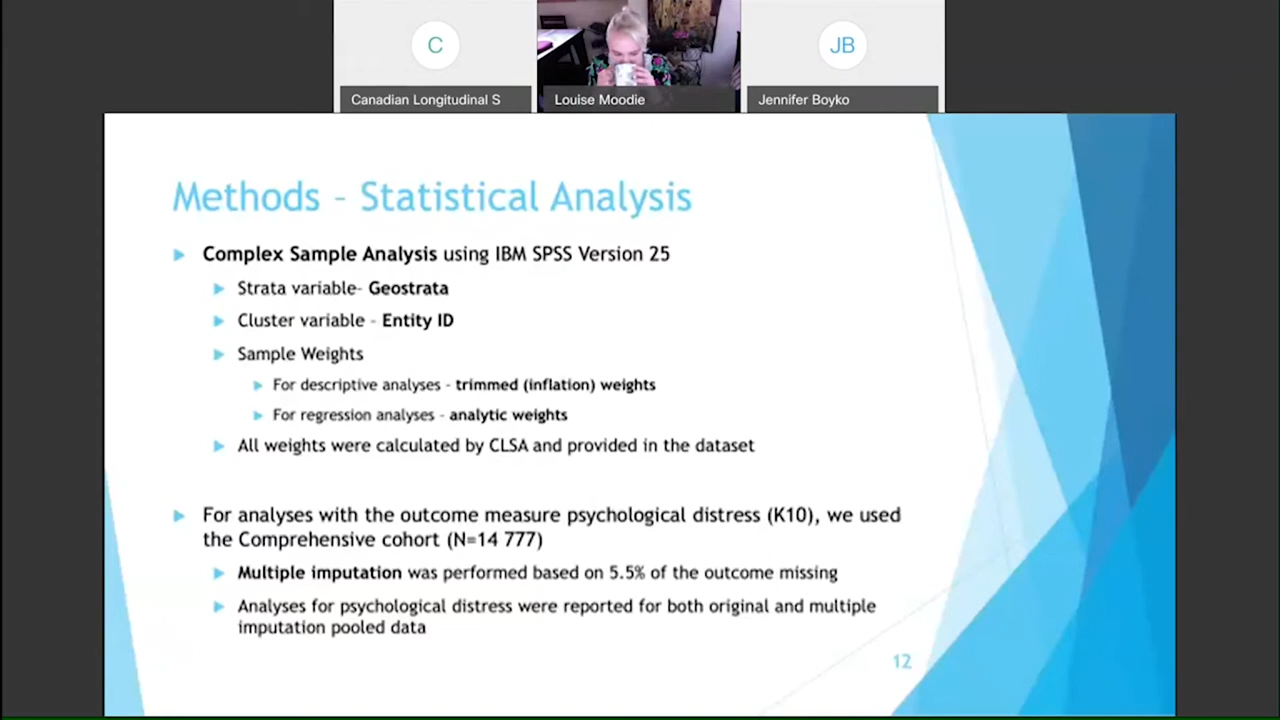 C
JB
Canadian Longitudinal S
Louise Moodie
Jennifer Boyko
Methods – Statistical Analysis
Complex Sample Analysis using IBM SPSS Version 25
Strata variable- Geostrata
Cluster variable – Entity ID
Sample Weights
For descriptive analyses – trimmed (inflation) weights
For regression analyses – analytic weights
All weights were calculated by CLSA and provided in the dataset
For analyses with the outcome measure psychological distress (K10), we used
the Comprehensive cohort (N=14 777)
Multiple imputation was performed based on 5.5% of the outcome missing
Analyses for psychological distress were reported for both original and multiple
imputation pooled data
12